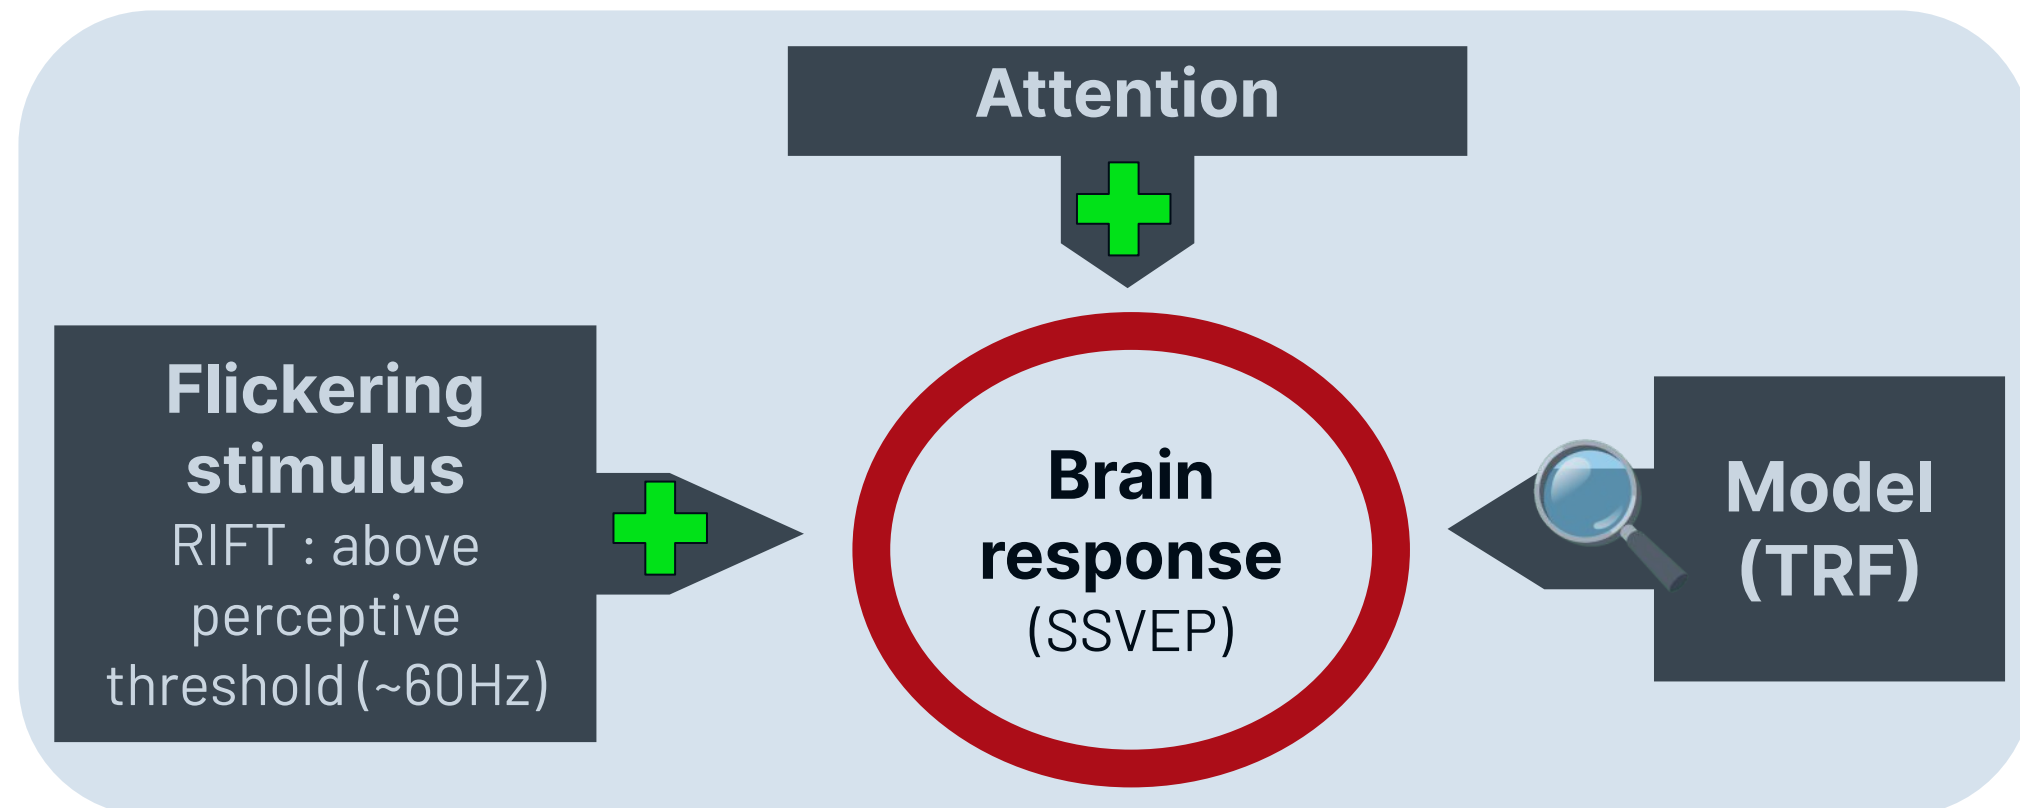 Attention
Flickering
stimulus
RIFT : above
perceptive
threshold (~60Hz)
Brain
response
(SSVEP)
Model
(TRF)